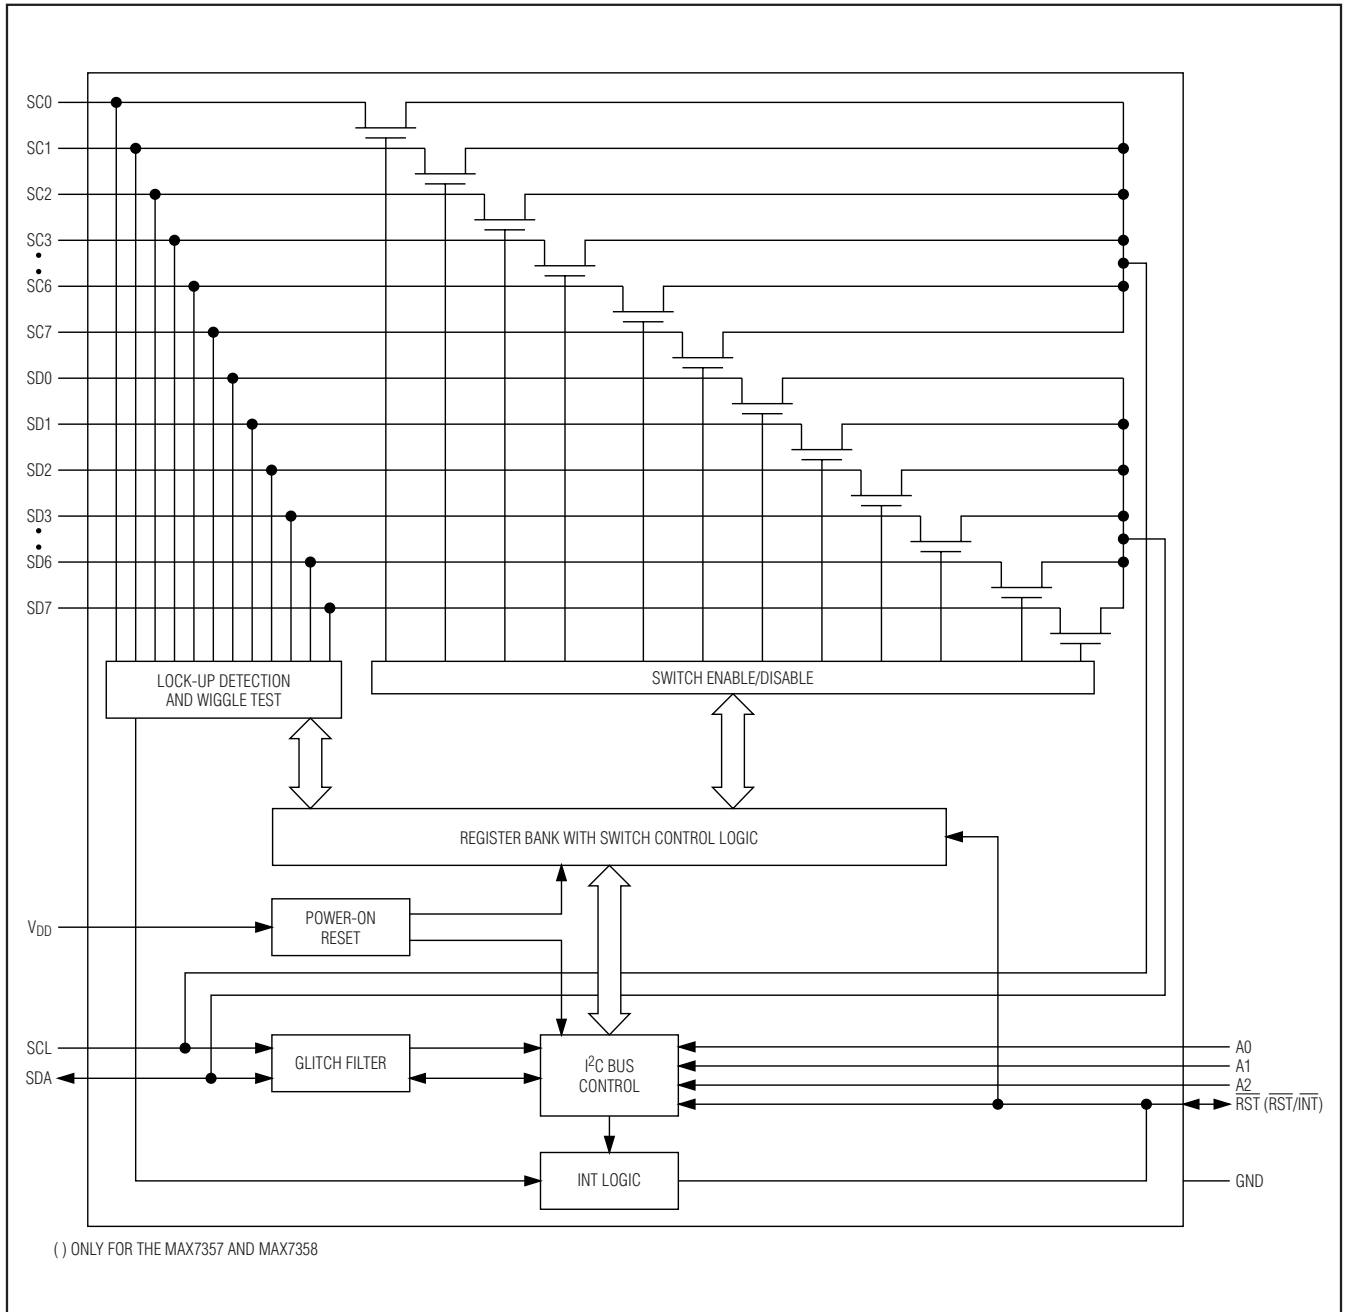 SC0
SC1
SC2
SC3
SC6
SC7
SD0
SD1
SD2
SD3
SD6
SD7
LOCK-UP DETECTION
AND WIGGLE TEST
SWITCH ENABLE/DISABLE
REGISTER BANK WITH SWITCH CONTROL LOGIC
VDD
POWER-ON
RESET
SCL
SDA
GLITCH FILTER
I2C BUS
CONTROL
A0
A1
A2
RST (RST/INT)
INT LOGIC
GND
( ) ONLY FOR THE MAX7357 AND MAX7358